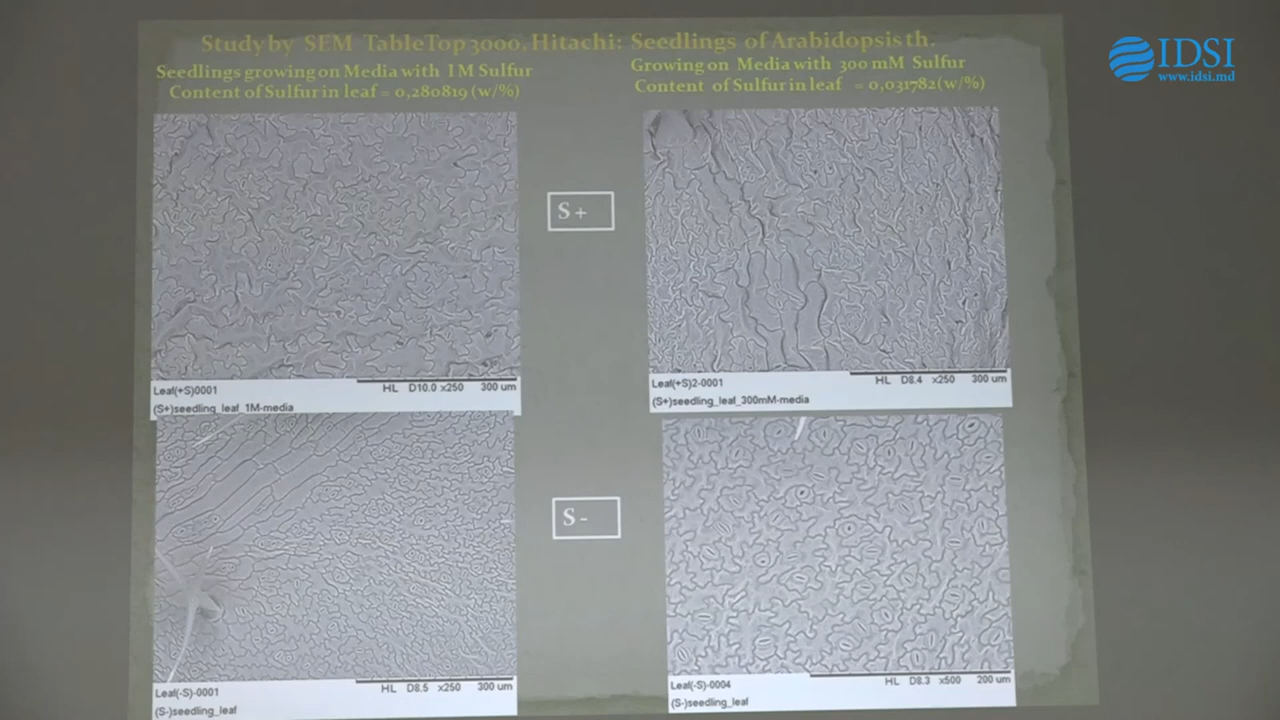 Study by SEM TableTop 3000, Hitachi: Seedlings of Arabidopsis th.
Seedlings growing on Media with 1 M Sulfur
Content of Sulfur in leaf = 0,280819 (w/%)
Growing on Media with 300 mM Sulfur
Content of Sulfur in leaf = 0,031782(w/%)
IDSI
www.idsi.md
S +
Leaf(+S)0001
HL D10.0 x250 300 um
(S+)seedling_leaf_1M-media
Leaf(+S)2-0001
HL D8.4 x250 300 um
(S+)seedling_leaf_300mM-media
S -
Leaf(-S)-0001
HL D8.5 x250 300 um
(S-)seedling_leaf
Leaf(-S)-0004
HL D8.3 x500 200 um
(S-)seedling_leaf